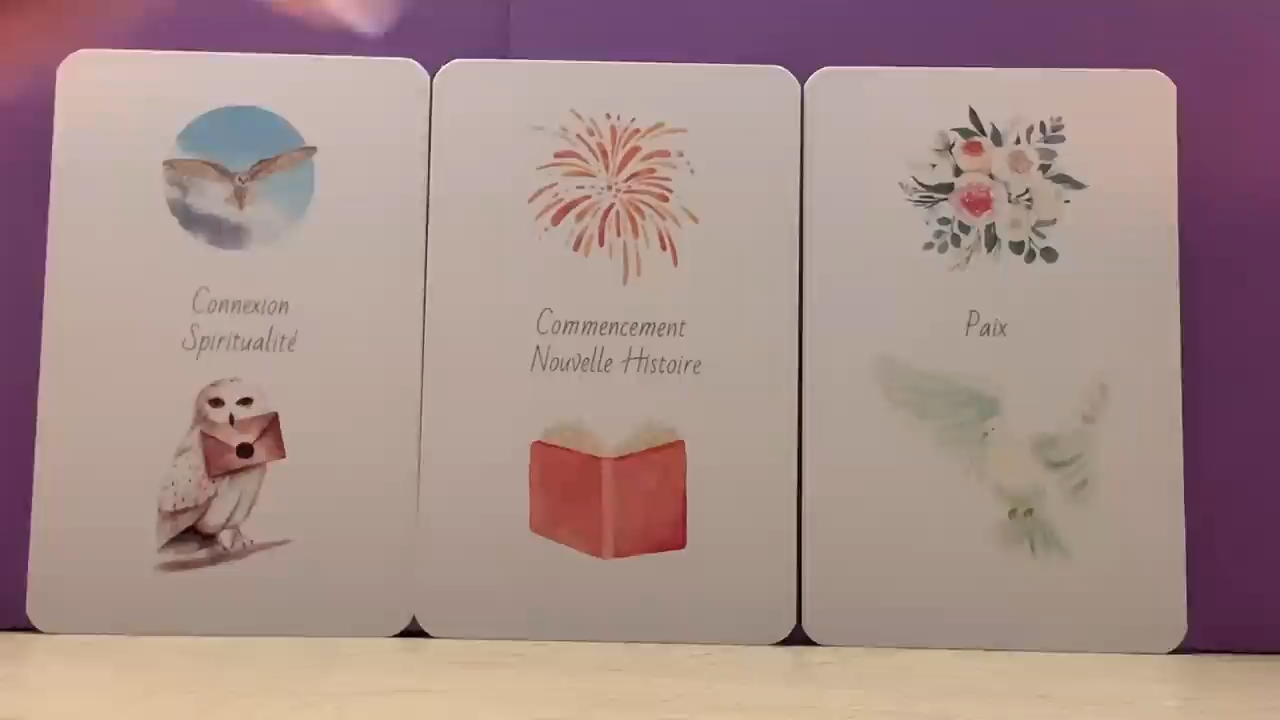 Connexion
Spiritualité
Commencement
Nouvelle Histoire
Paix